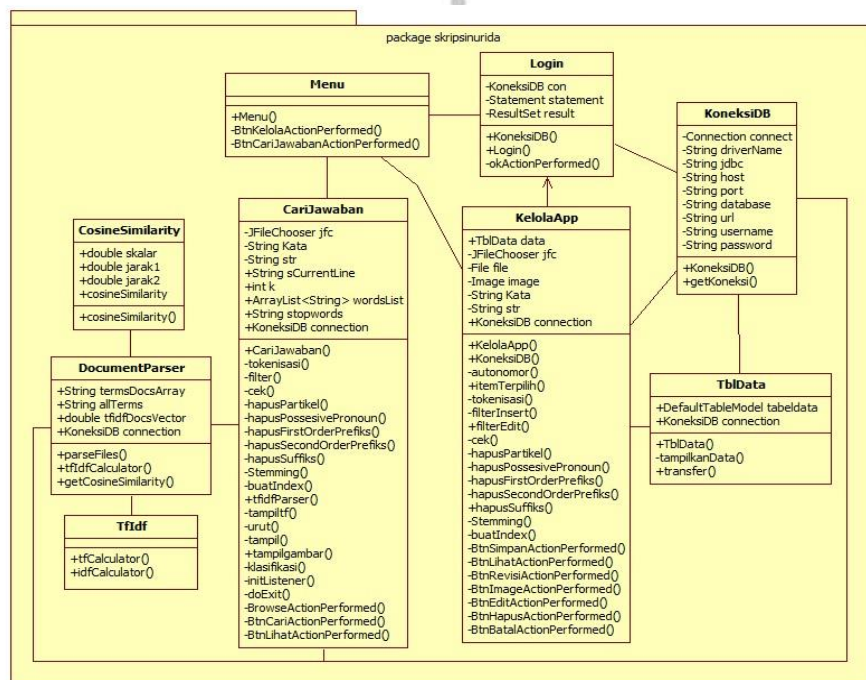 package skripsinurida
Menu
+Menu()
-BtnKelolaActionPerformed()
-BtnCariJawabanActionPerformed()
Login
-KoneksiDB con
-Statement statement
-ResultSet result
+KoneksiDB()
+Login()
-okActionPerformed()
KoneksiDB
-Connection connect
-String driverName
-String jdbc
-String host
-String port
-String database
-String url
-String username
-String password
+KoneksiDB()
+getKoneksi()
CosineSimilarity
+double skalar
+double jarak1
+double jarak2
+cosineSimilarity
+cosineSimilarity()
CariJawaban
-JFileChooser jfc
-String Kata
-String str
+String sCurrentLine
+int k
+ArrayList<String> wordsList
+String stopwords
+KoneksiDB connection
+CariJawaban()
-tokenisasi()
-filter()
-cek()
-hapusPartikel()
-hapusPossesivePronoun()
-hapusFirstOrderPrefiks()
-hapusSecondOrderPrefiks()
-hapusSuffiks()
-Stemming()
-buatIndex()
+tfidfParser()
-tampiltf()
-urut()
-tampil()
+tampilgambar()
-klasifikasi()
-initListener()
-doExit()
-BrowseActionPerformed()
-BtnCariActionPerformed()
-BtnLihatActionPerformed()
KelolaApp
+TblData data
-JFileChooser jfc
-File file
-Image image
-String Kata
-String str
+KoneksiDB connection
+KelolaApp()
+KoneksiDB()
-autonomor()
+itemTerpilih()
-tokenisasi()
-filterInsert()
+filterEdit()
-cek()
-hapusPartikel()
-hapusPossesivePronoun()
-hapusFirstOrderPrefiks()
-hapusSecondOrderPrefiks()
+hapusSuffiks()
-Stemming()
-buatIndex()
-BtnSimpanActionPerformed()
-BtnLihatActionPerformed()
-BtnRevisiActionPerformed()
-BtnImageActionPerformed()
-BtnEditActionPerformed()
-BtnHapusActionPerformed()
-BtnBatalActionPerformed()
DocumentParser
+String termsDocsArray
+String allTerms
+double tfidfDocsVector
+KoneksiDB connection
+parseFiles()
+tfIdfCalculator()
+getCosineSimilarity()
TblData
+DefaultTableModel tabeldata
+KoneksiDB connection
+TblData()
-tampilkanData()
+transfer()
TfIdf
+tfCalculator()
+idfCalculator()